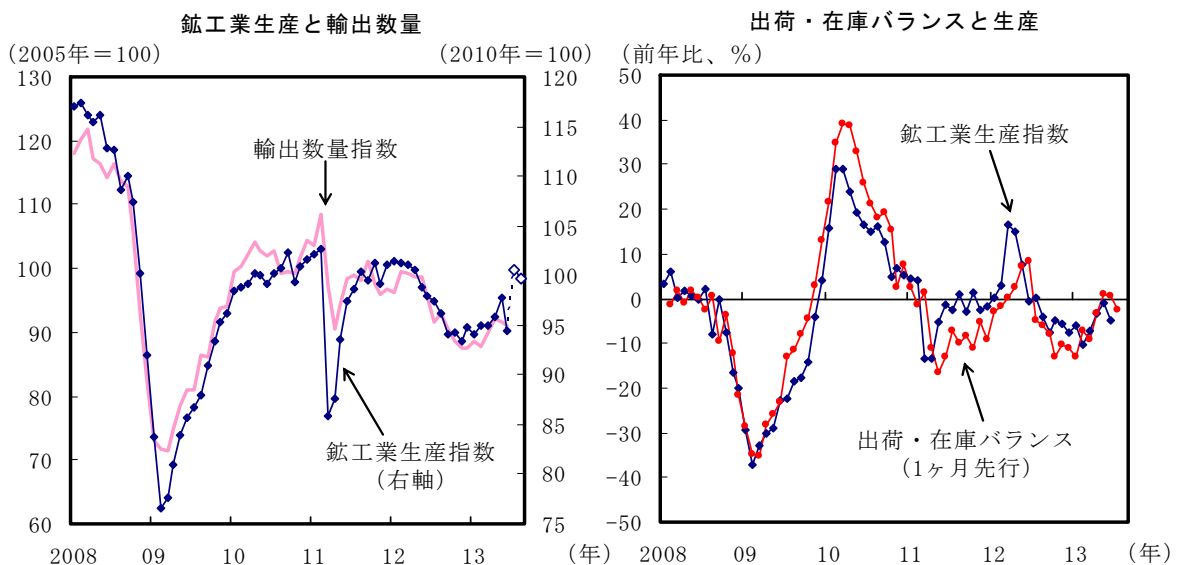 鉱工業生産と輸出数量
(2005年＝100)
(2010年＝100)
130
120
110
100
90
80
70
60
120
115
110
105
100
95
90
85
80
75
輸出数量指数
鉱工業生産指数
(右軸)
2008 09 10 11 12 13 (年)
出荷・在庫バランスと生産
(前年比、%)
50
40
30
20
10
0
-10
-20
-30
-40
-50
鉱工業生産指数
出荷・在庫バランス
(1ヶ月先行)
2008 09 10 11 12 13 (年)